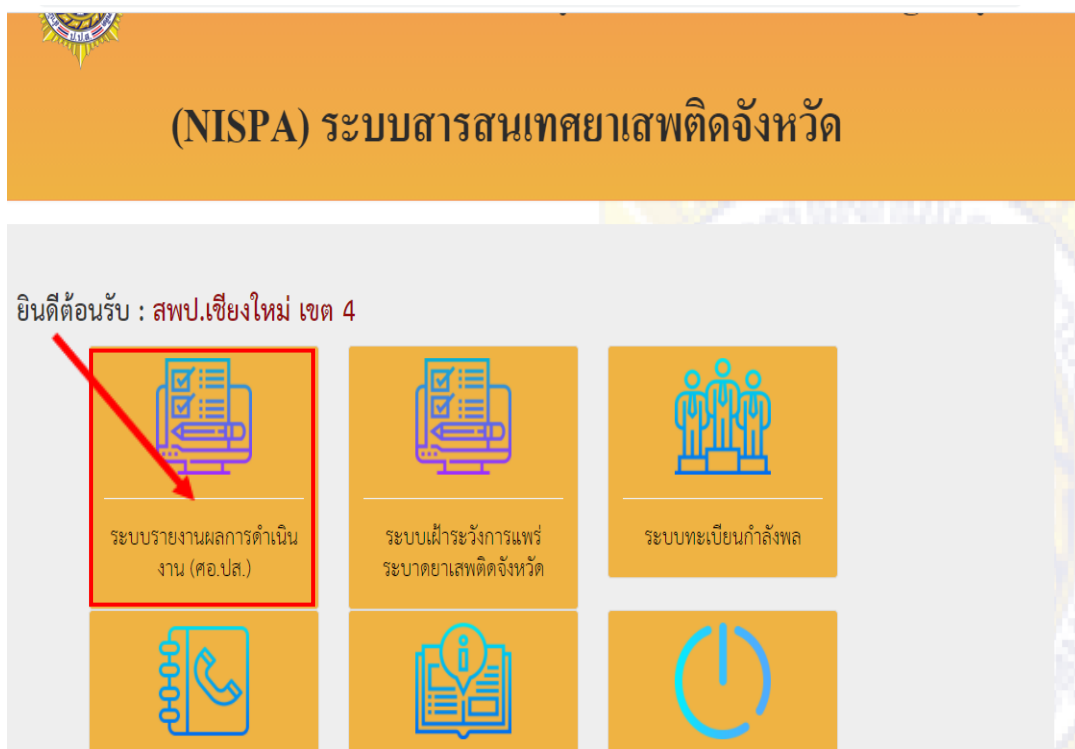 ป.ป.ส.
(NISPA) ระบบสารสนเทศยาเสพติดจังหวัด
ยินดีต้อนรับ : สพป.เชียงใหม่ เขต 4
ระบบรายงานผลการดำเนิน
งาน (ศอ.ปส.)
ระบบเฝ้าระวังการแพร่
ระบาดยาเสพติดจังหวัด
ระบบทะเบียนกำลังพล